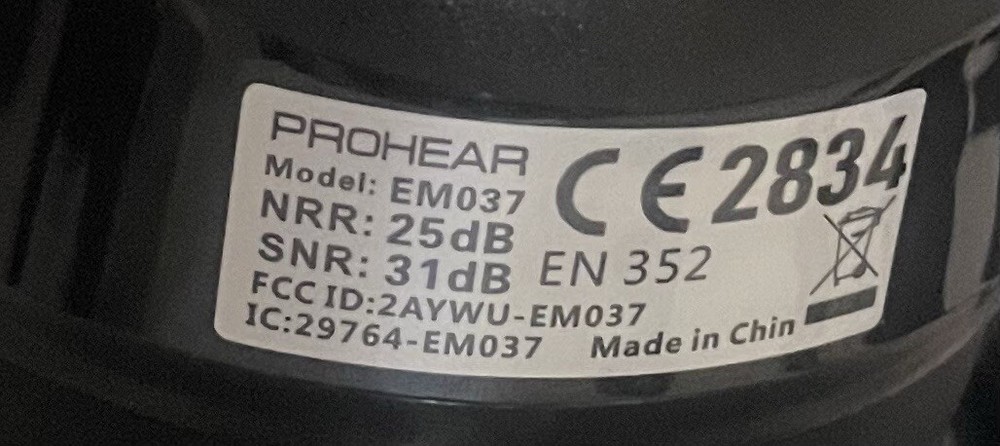 PROHEAR
Model: EM037
NRR: 25dB
SNR: 31dB
CE 2834
EN 352
FCC ID:2AYWU-EM037
IC:29764-EM037
Made in Chin